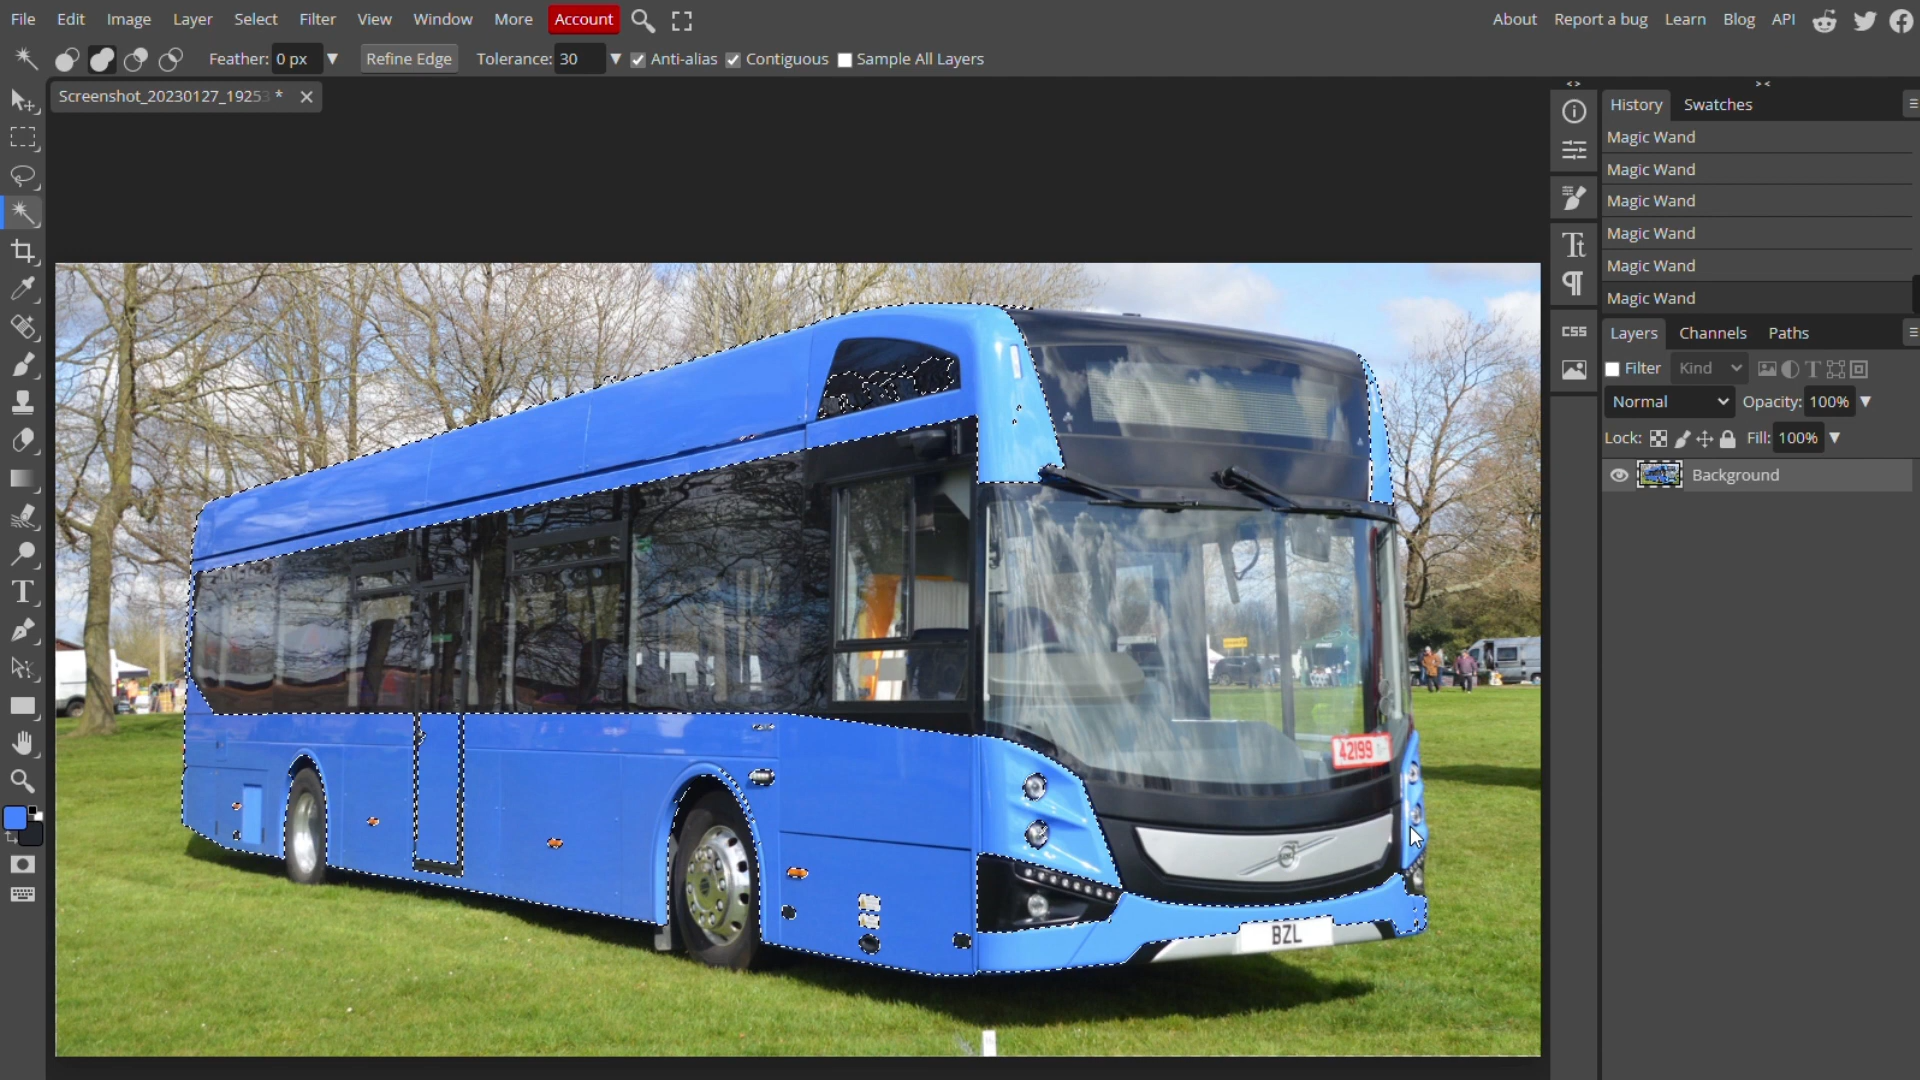 File Edit Image Layer Select Filter View Window More Account
About Report a bug Learn Blog API
Feather: 0 px Refine Edge Tolerance: 30 Anti-alias Contiguous Sample All Layers
Screenshot_20230127_19253 *
History Swatches
Magic Wand
Magic Wand
Magic Wand
Magic Wand
Magic Wand
Magic Wand
CSS
Layers Channels Paths
Filter Kind
Normal Opacity: 100%
Lock: Fill: 100%
Background
42199
BZL